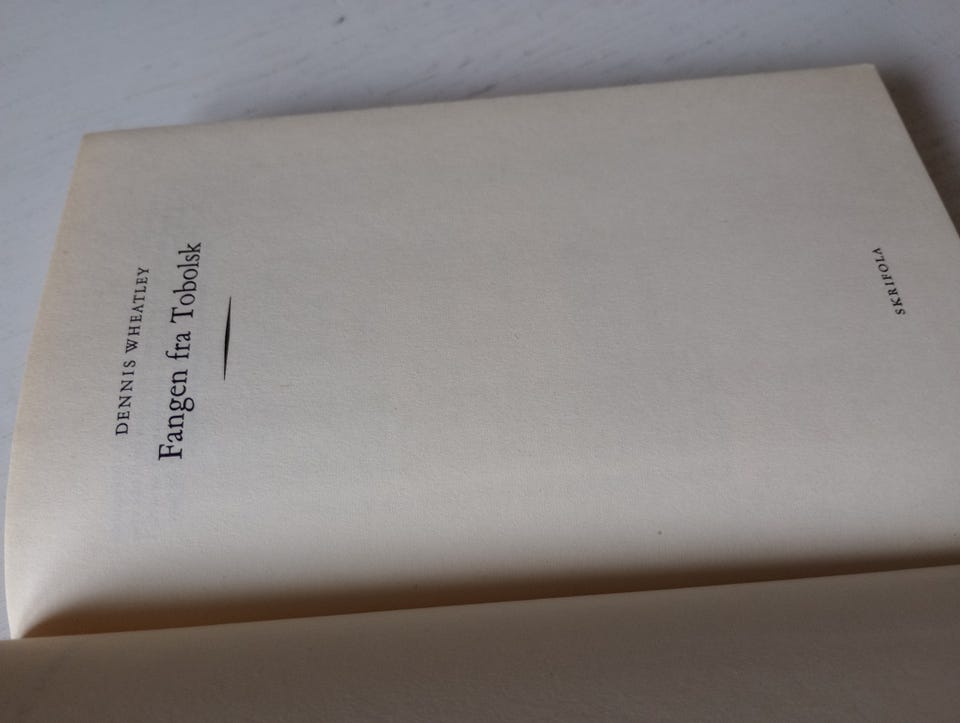 DENNIS WHEATLEY
Fangen fra Tobolsk
SKRIFOLA